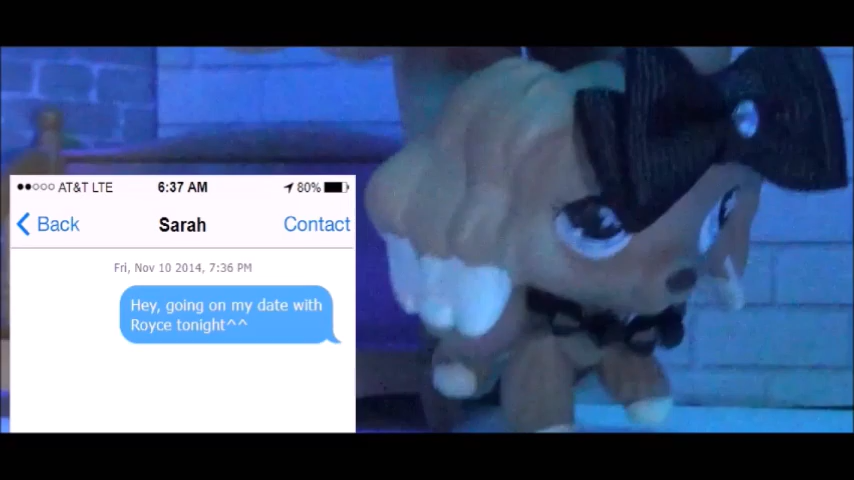 AT&T LTE 6:37 AM 80%
Back Sarah Contact
Fri, Nov 10 2014, 7:36 PM
Hey, going on my date with
Royce tonight^^